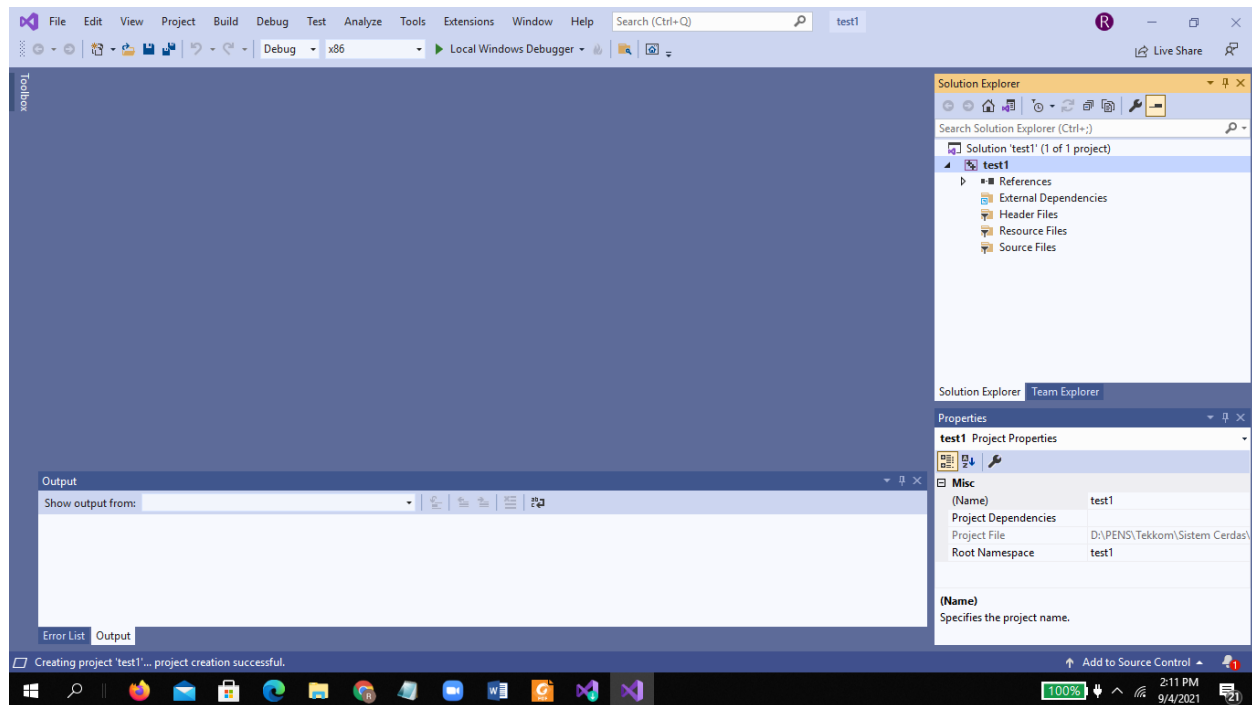 File Edit View Project Build Debug Test Analyze Tools Extensions Window Help Search (Ctrl+Q) test1 R
Debug x86 Local Windows Debugger Live Share
Toolbox
Solution Explorer
Search Solution Explorer (Ctrl+;)
Solution 'test1' (1 of 1 project)
test1
References
External Dependencies
Header Files
Resource Files
Source Files
Solution Explorer Team Explorer
Properties
test1 Project Properties
Misc
(Name) test1
Project Dependencies
Project File D:\PENS\Tekkom\Sistem Cerdas\
Root Namespace test1
(Name)
Specifies the project name.
Output
Show output from:
Error List Output
Creating project 'test1'... project creation successful.
Add to Source Control 1
100% 2:11 PM
9/4/2021 21